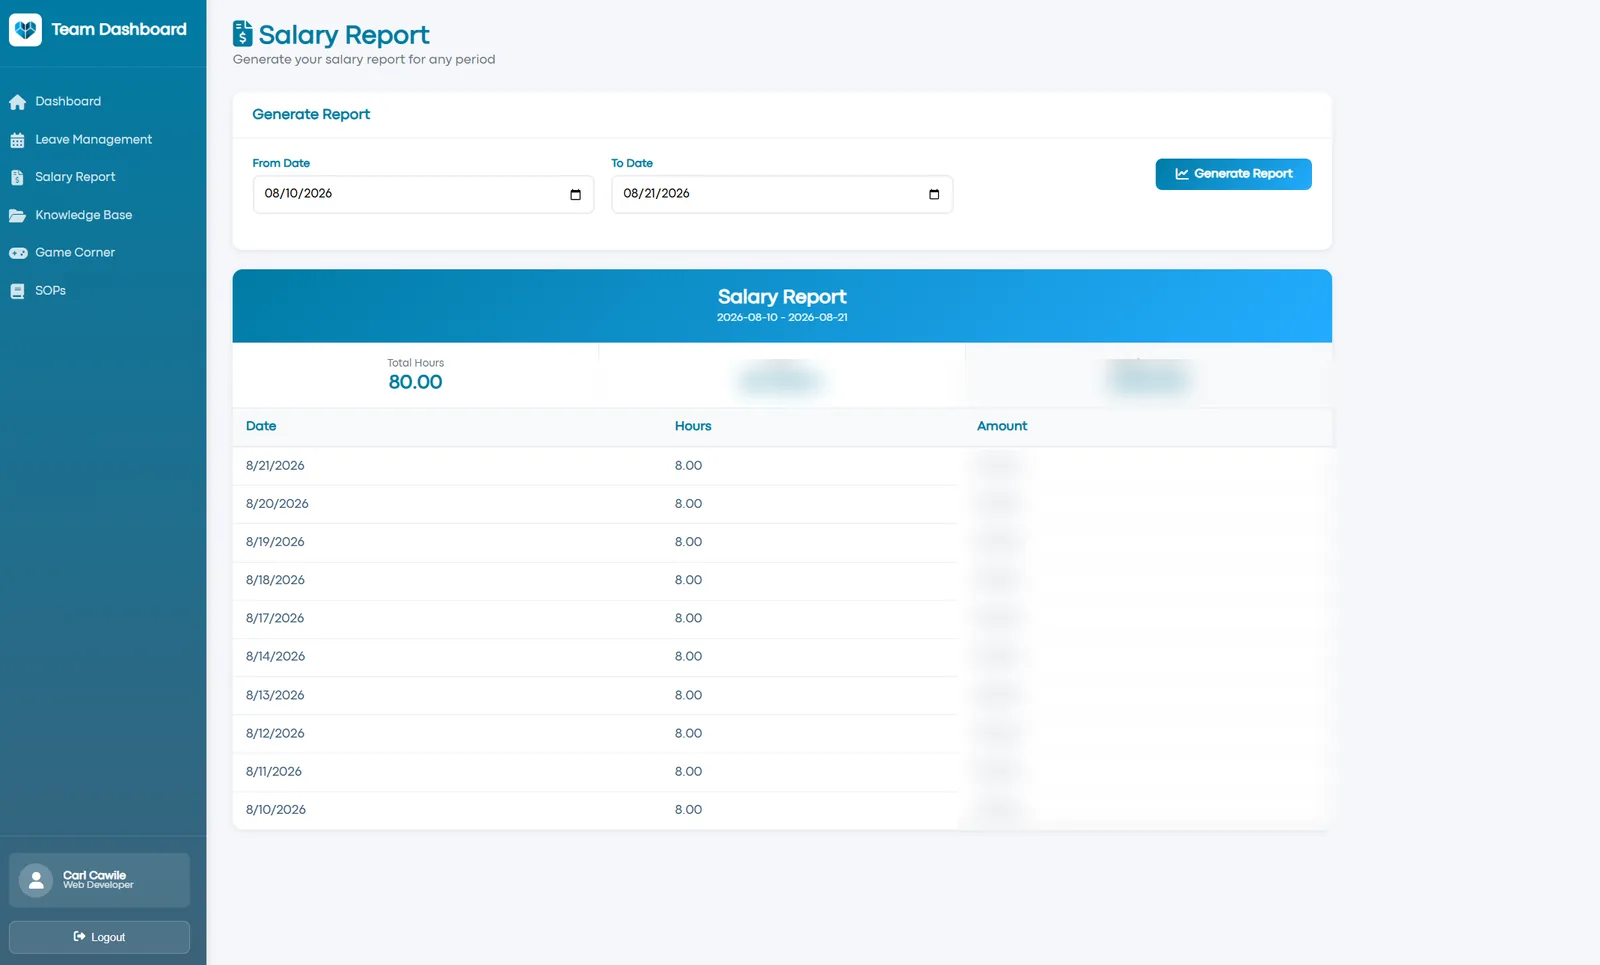 Team Dashboard
Dashboard
Leave Management
Salary Report
Knowledge Base
Game Corner
SOPs
Carl Cawile
Web Developer
Logout
Salary Report
Generate your salary report for any period
Generate Report
From Date
To Date
08/10/2026
08/21/2026
Generate Report
Salary Report
2026-08-10 - 2026-08-21
Total Hours
80.00
Date Hours Amount
8/21/2026 8.00
8/20/2026 8.00
8/19/2026 8.00
8/18/2026 8.00
8/17/2026 8.00
8/14/2026 8.00
8/13/2026 8.00
8/12/2026 8.00
8/11/2026 8.00
8/10/2026 8.00